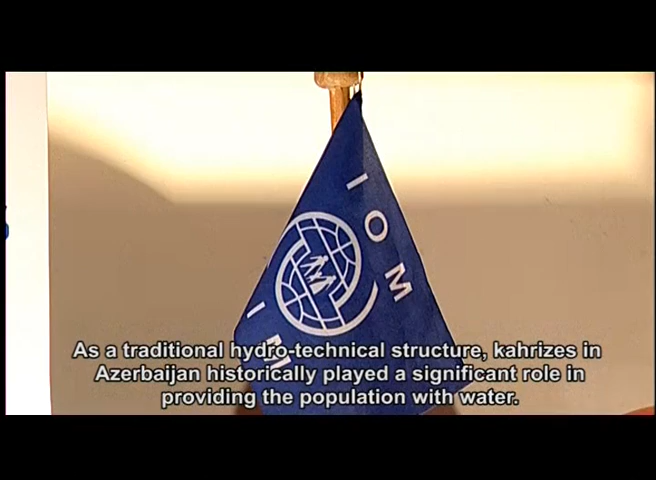 IOM
IM
As a traditional hydro-technical structure, kahrizes in
Azerbaijan historically played a significant role in
providing the population with water.